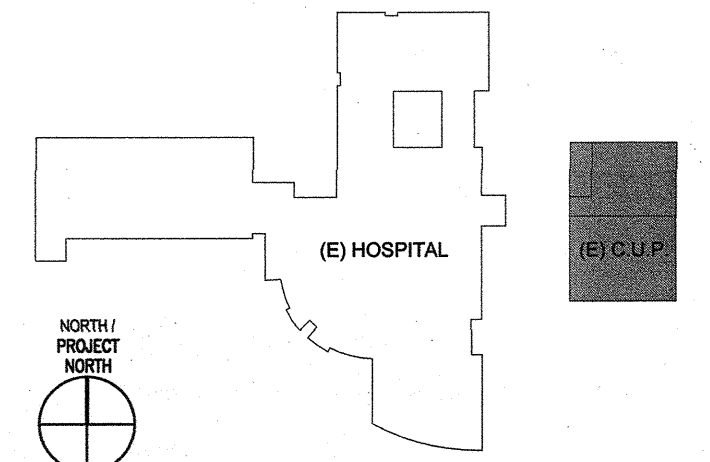 (E) HOSPITAL
(E) C.U.P.
NORTH /
PROJECT
NORTH